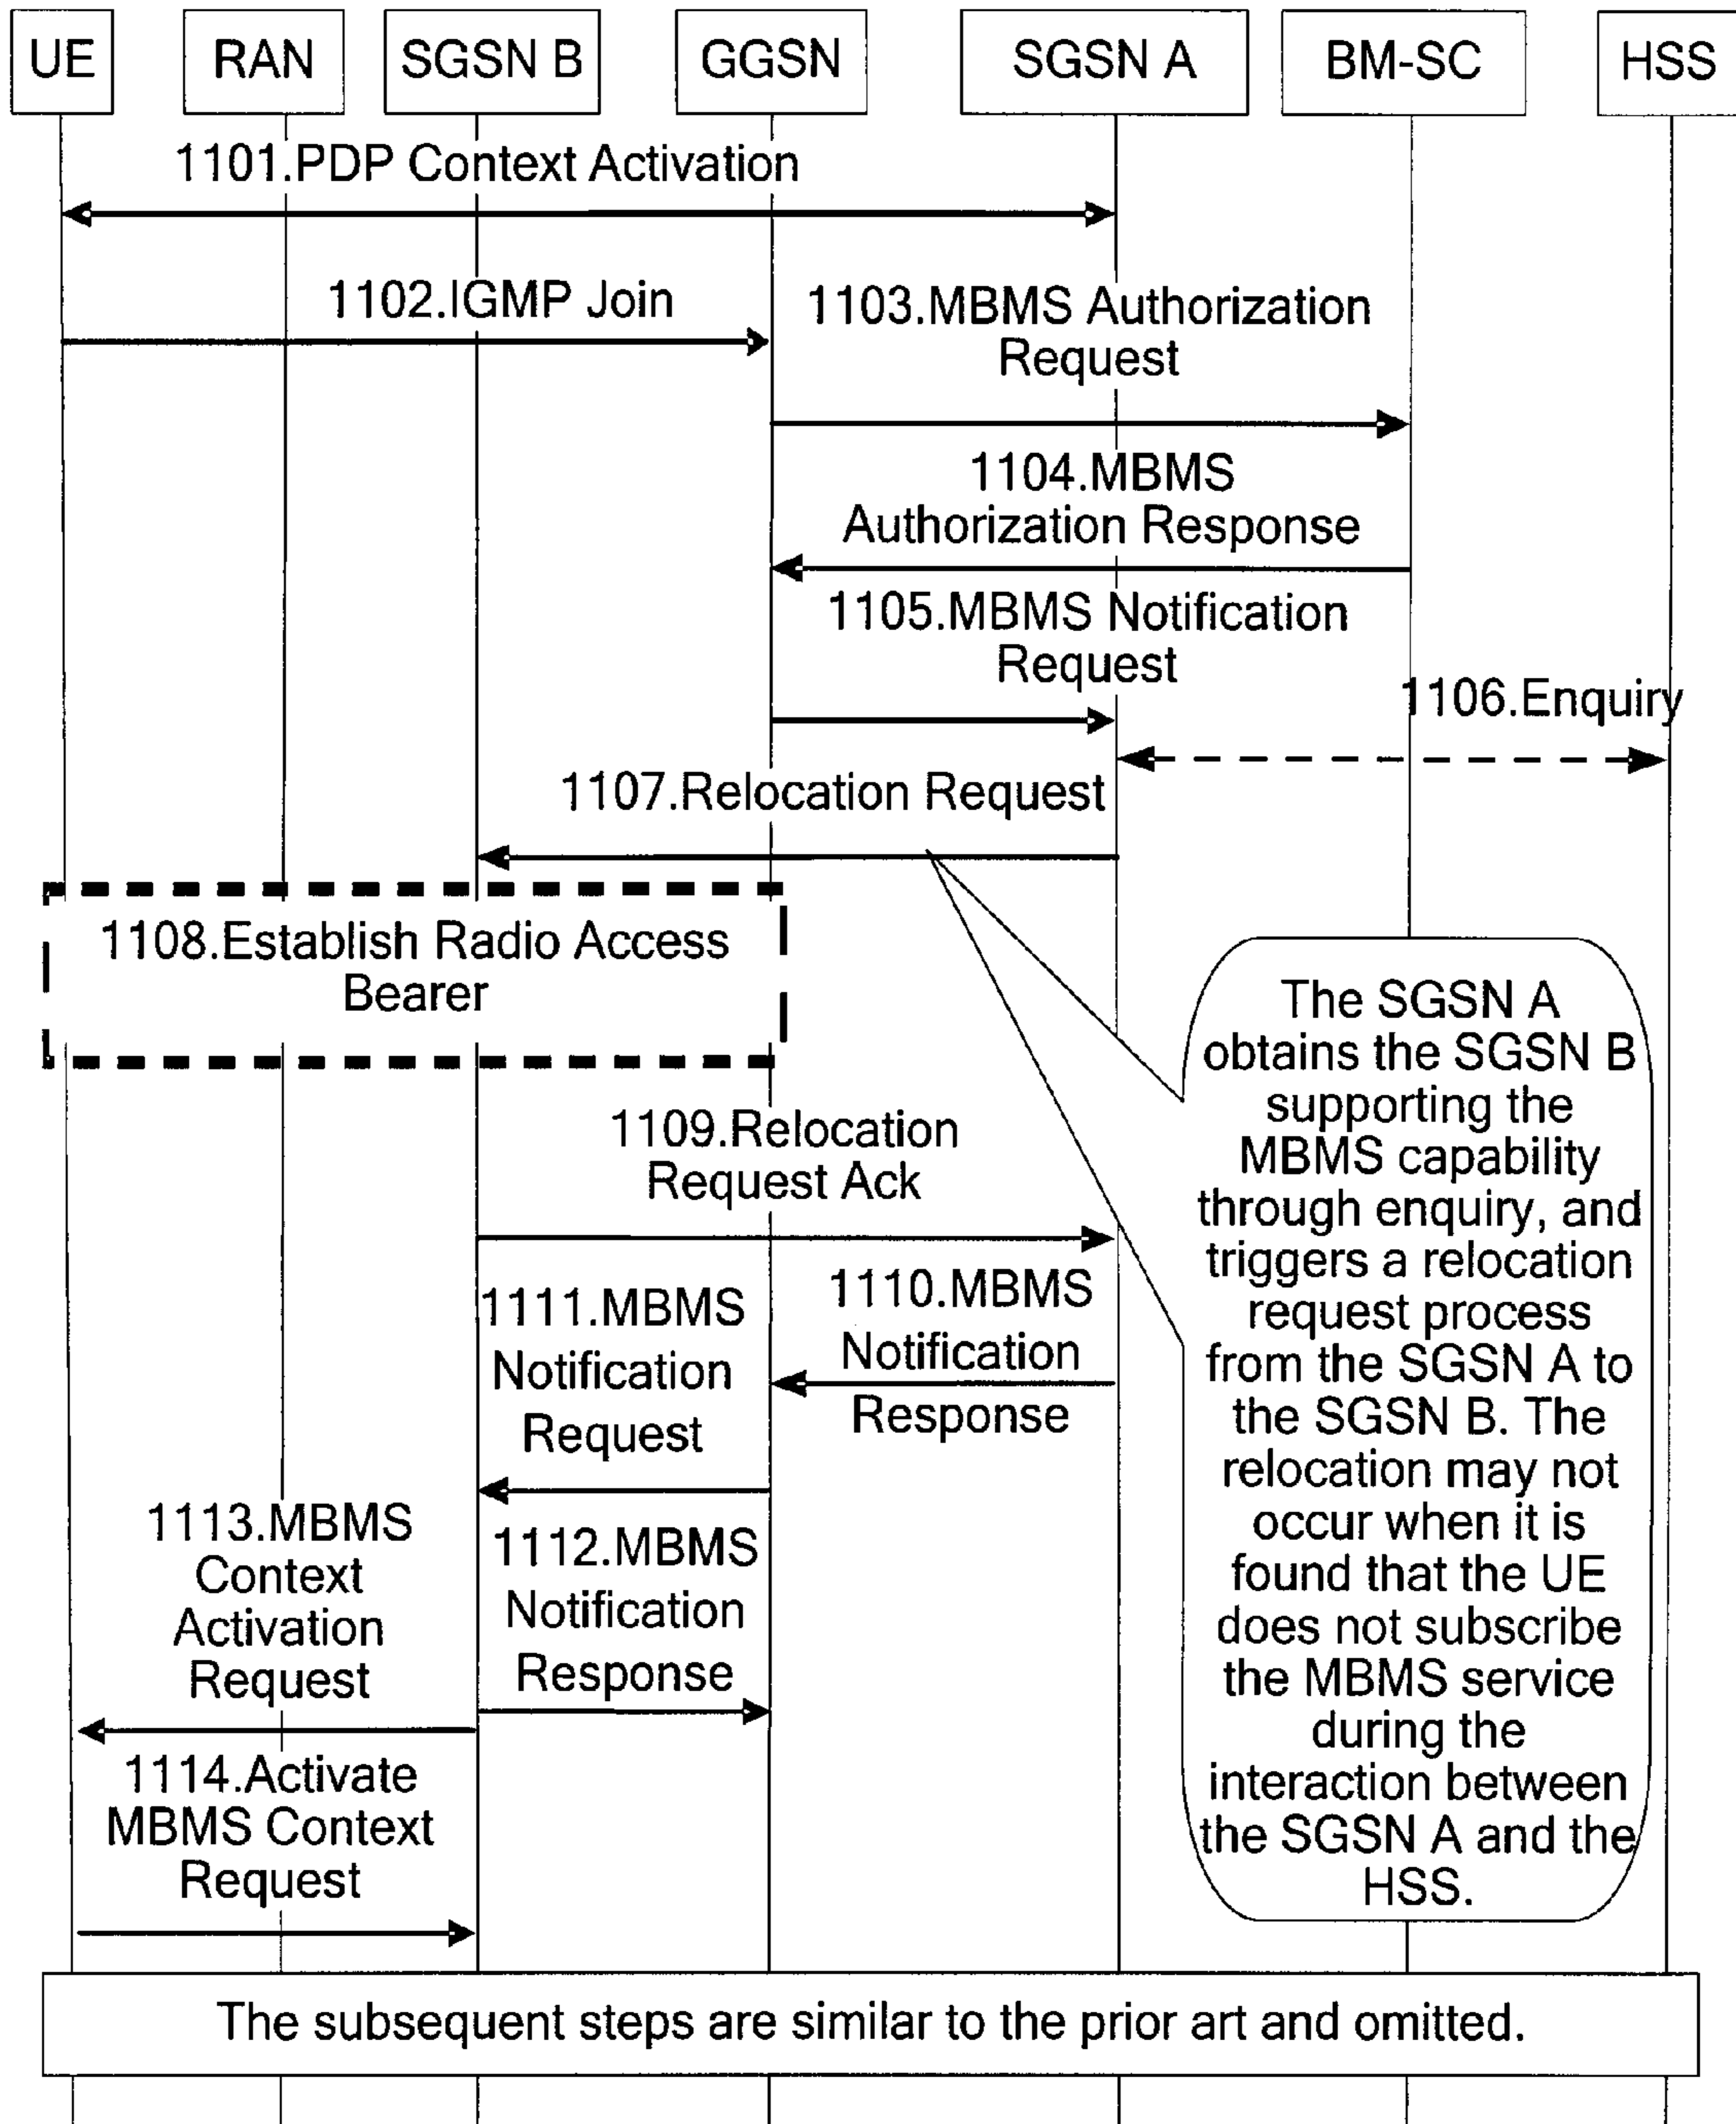 UE
RAN
SGSN B
GGSN
SGSN A
BM-SC
HSS
1101.PDP Context Activation
1102.IGMP Join
1103.MBMS Authorization
Request
1104.MBMS
Authorization Response
1105.MBMS Notification
Request
1106.Enquiry
1107.Relocation Request
1108.Establish Radio Access
Bearer
The SGSN A
obtains the SGSN B
supporting the
MBMS capability
through enquiry, and
triggers a relocation
request process
from the SGSN A to
the SGSN B. The
relocation may not
occur when it is
found that the UE
does not subscribe
the MBMS service
during the
interaction between
the SGSN A and the
HSS.
1109.Relocation
Request Ack
1110.MBMS
Notification
Response
1111.MBMS
Notification
Request
1112.MBMS
Notification
Response
1113.MBMS
Context
Activation
Request
1114.Activate
MBMS Context
Request
The subsequent steps are similar to the prior art and omitted.